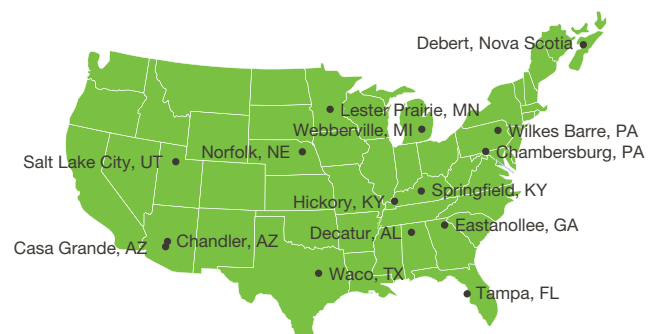 Debert, Nova Scotia
Lester Prairie, MN
Webberville, MI
Wilkes Barre, PA
Norfolk, NE
Chambersburg, PA
Salt Lake City, UT
Springfield, KY
Hickory, KY
Eastanollee, GA
Decatur, AL
Chandler, AZ
Casa Grande, AZ
Waco, TX
Tampa, FL